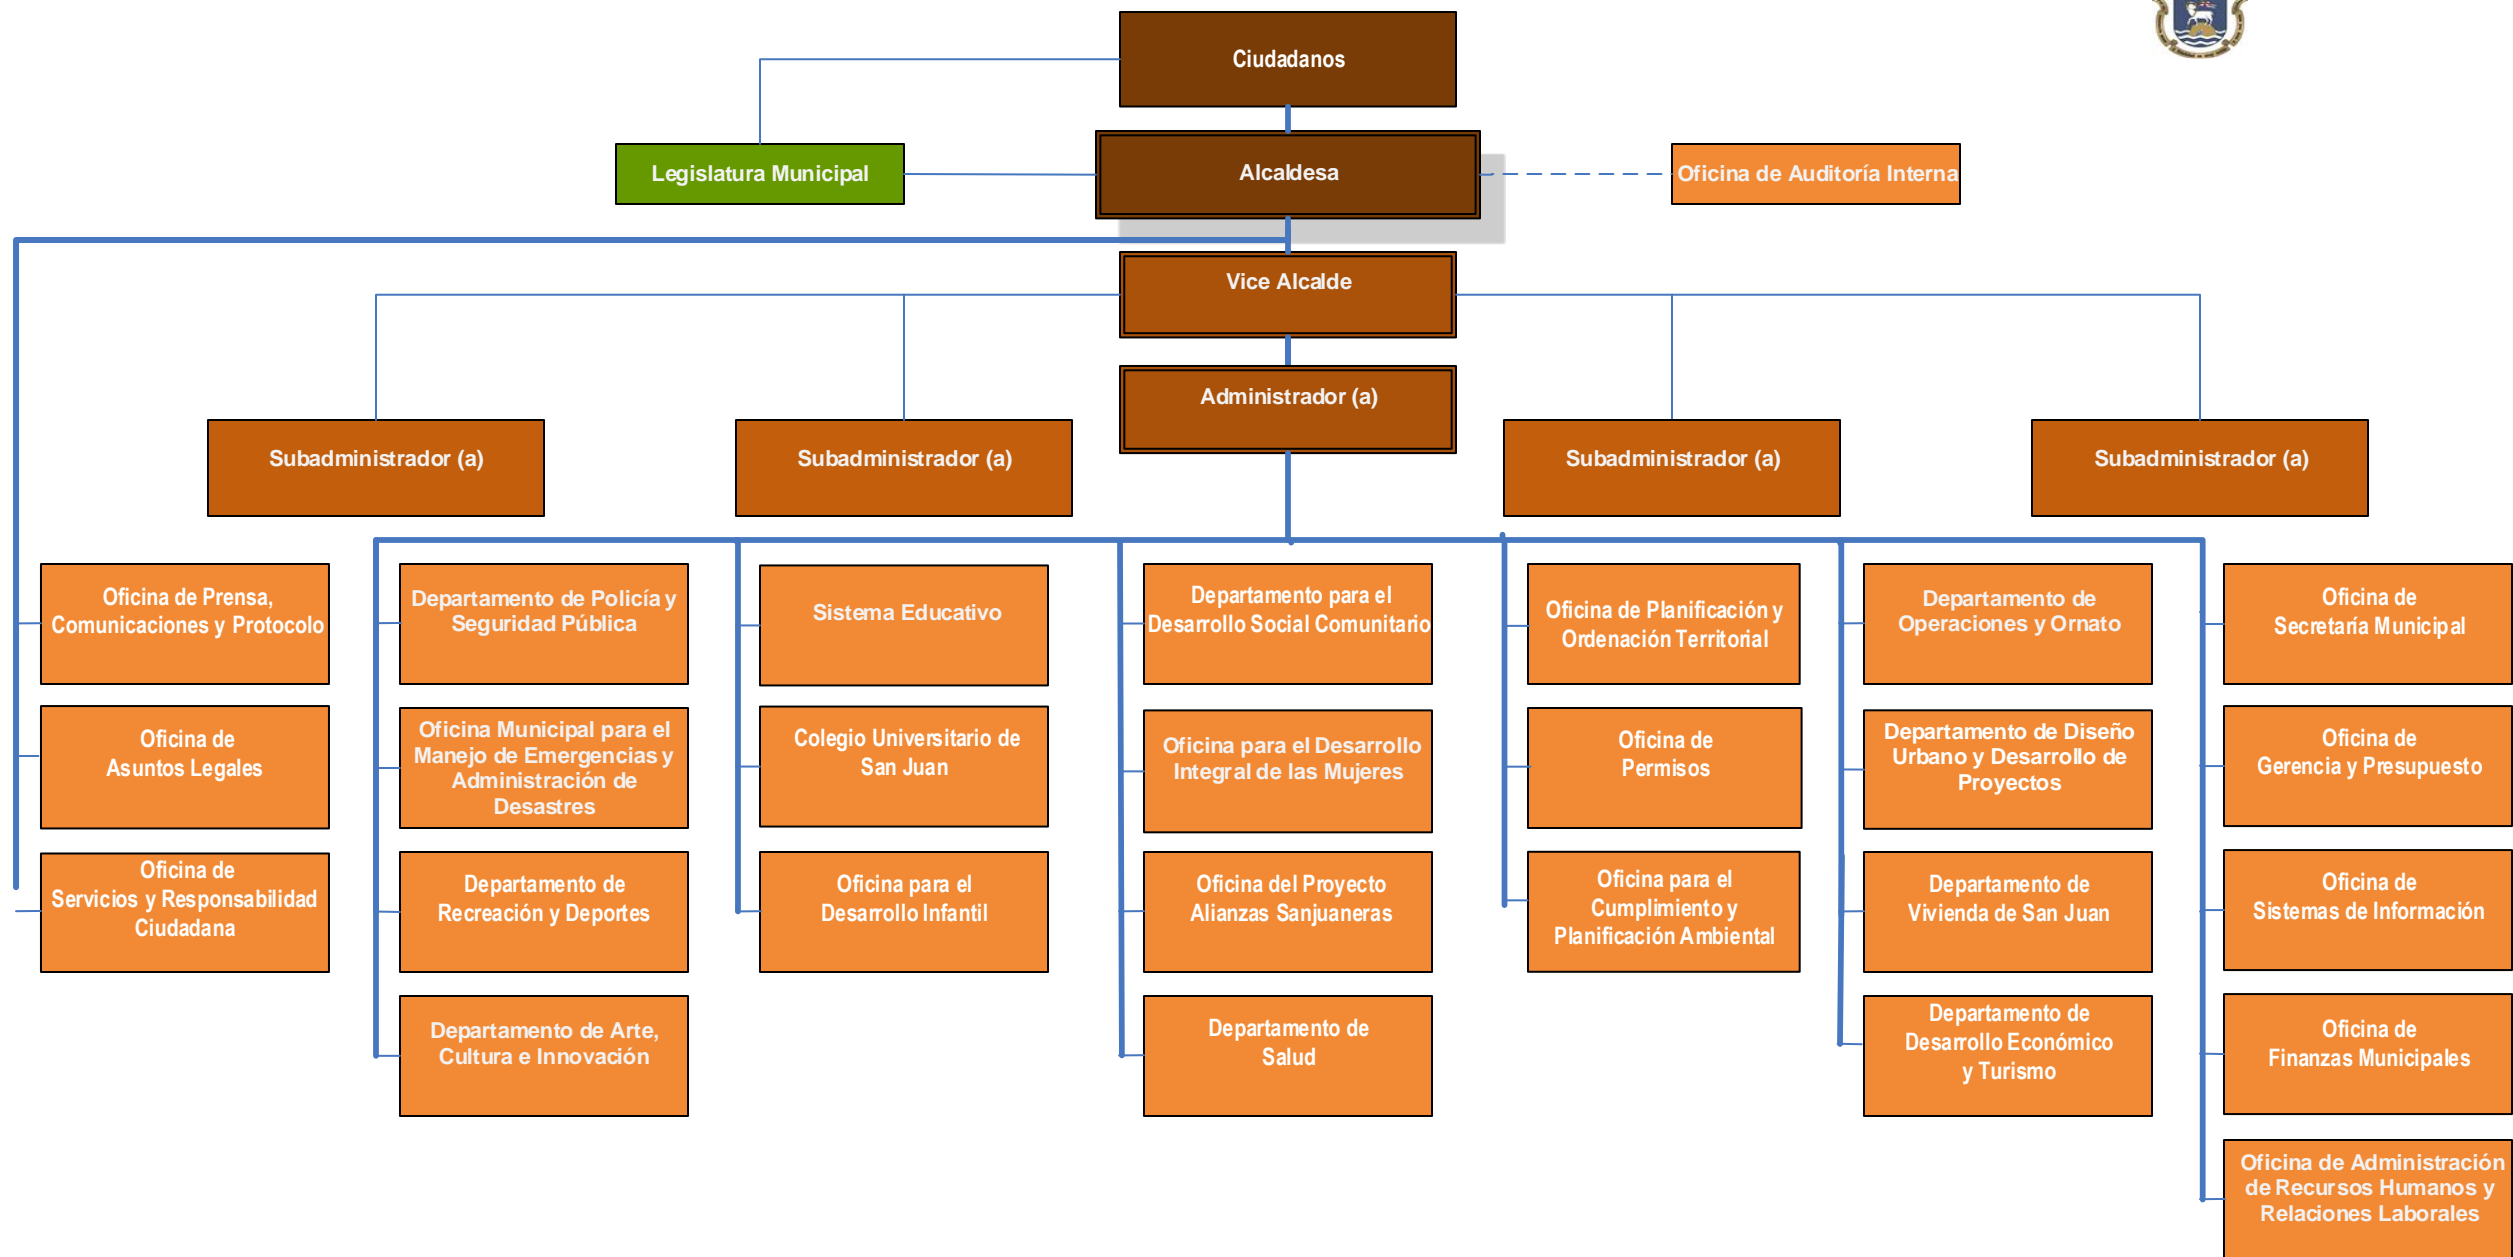 Ciudadanos
Legislatura Municipal
Alcaldesa
Oficina de Auditoría Interna
Vice Alcalde
Administrador (a)
Subadministrador (a)
Subadministrador (a)
Subadministrador (a)
Subadministrador (a)
Oficina de Prensa,
Comunicaciones y Protocolo
Oficina de
Asuntos Legales
Oficina de
Servicios y Responsabilidad
Ciudadana
Departamento de Policía y
Seguridad Pública
Oficina Municipal para el
Manejo de Emergencias y
Administración de
Desastres
Departamento de
Recreación y Deportes
Departamento de Arte,
Cultura e Innovación
Sistema Educativo
Colegio Universitario de
San Juan
Oficina para el
Desarrollo Infantil
Departamento para el
Desarrollo Social Comunitario
Oficina para el Desarrollo
Integral de las Mujeres
Oficina del Proyecto
Alianzas Sanjuaneras
Departamento de
Salud
Oficina de Planificación y
Ordenación Territorial
Oficina de
Permisos
Oficina para el
Cumplimiento y
Planificación Ambiental
Departamento de
Operaciones y Ornato
Departamento de Diseño
Urbano y Desarrollo de
Proyectos
Departamento de
Vivienda de San Juan
Departamento de
Desarrollo Económico
y Turismo
Oficina de
Secretaría Municipal
Oficina de
Gerencia y Presupuesto
Oficina de
Sistemas de Información
Oficina de
Finanzas Municipales
Oficina de Administración
de Recursos Humanos y
Relaciones Laborales